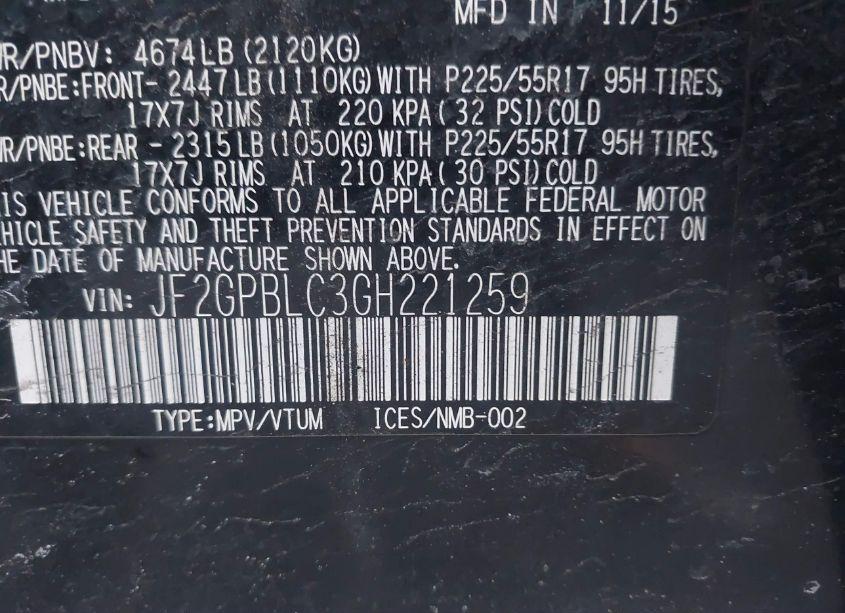 MFD IN 11/15
WR/PNBV: 4674LB (2120KG)
R/PNBE:FRONT- 2447LB(1110KG)WITH P225/55R17 95H TIRES,
17X7J RIMS AT 220 KPA(32 PSI)COLD
WR/PNBE:REAR - 2315LB(1050KG)WITH P225/55R17 95H TIRES,
17X7J RIMS AT 210 KPA(30 PSI)COLD
IS VEHICLE CONFORMS TO ALL APPLICABLE FEDERAL MOTOR
EHICLE SAFETY AND THEFT PREVENTION STANDARDS IN EFFECT ON
HE DATE OF MANUFACTURE SHOWN ABOVE.
VIN: JF2GPBLC3GH221259
TYPE:MPV/VTUM ICES/NMB-002